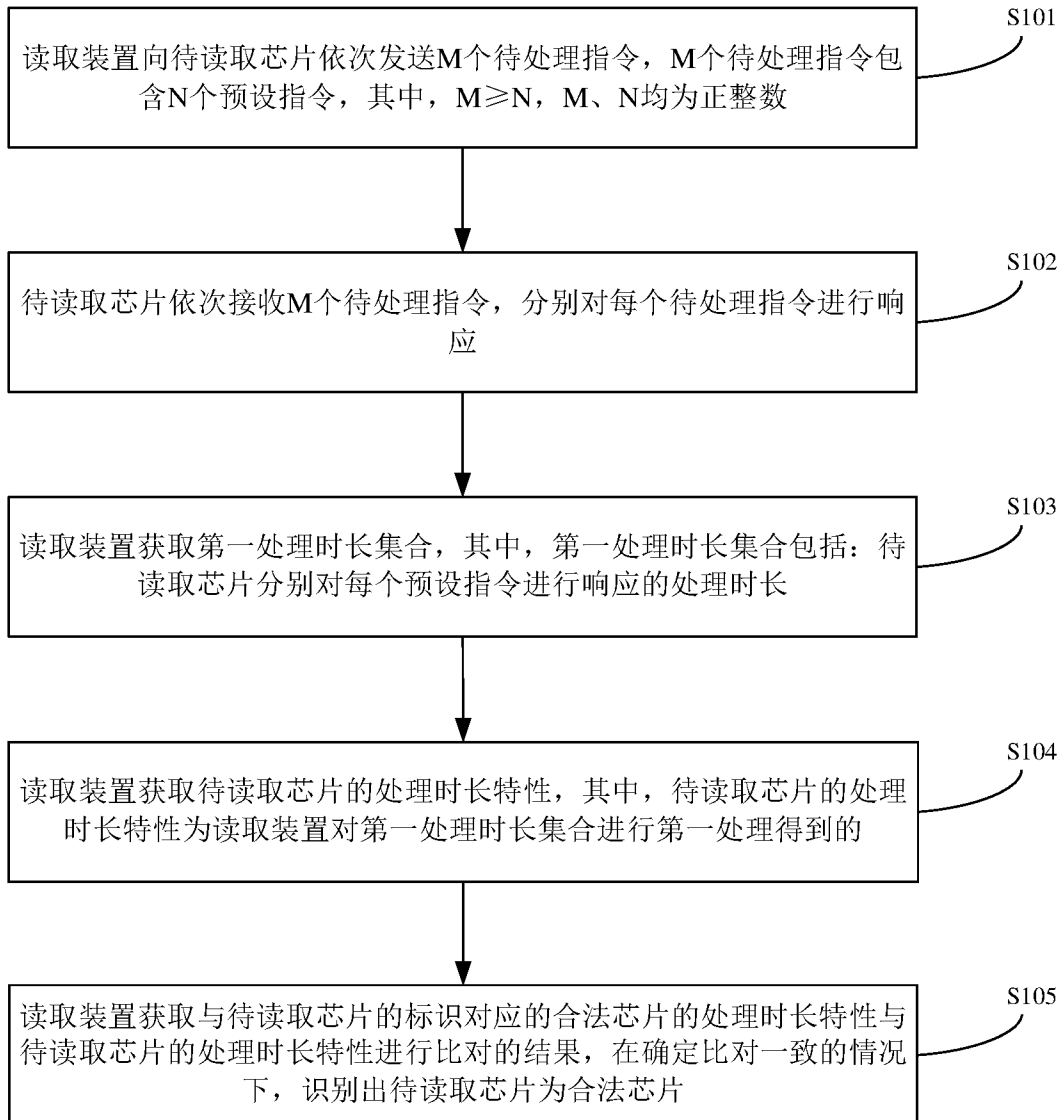 S101
读取装置向待读取芯片依次发送M个待处理指令，M个待处理指令包
含N个预设指令，其中，M≥N，M、N均为正整数
S102
待读取芯片依次接收M个待处理指令，分别对每个待处理指令进行响
应
S103
读取装置获取第一处理时长集合，其中，第一处理时长集合包括：待
读取芯片分别对每个预设指令进行响应的处理时长
S104
读取装置获取待读取芯片的处理时长特性，其中，待读取芯片的处理
时长特性为读取装置对第一处理时长集合进行第一处理得到的
S105
读取装置获取与待读取芯片的标识对应的合法芯片的处理时长特性与
待读取芯片的处理时长特性进行比对的结果，在确定比对一致的情况
下，识别出待读取芯片为合法芯片